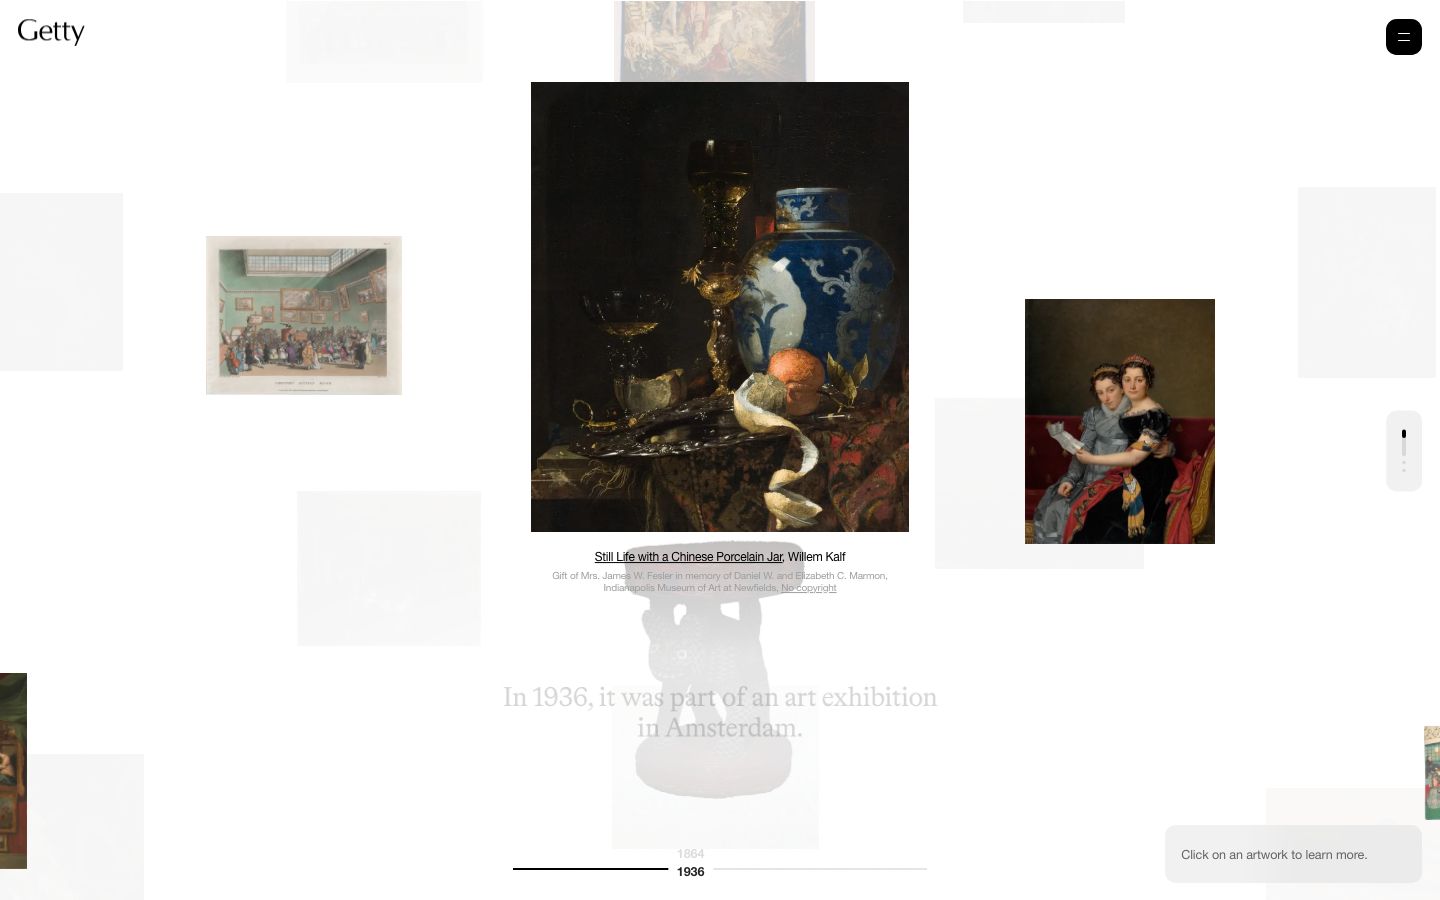 Getty
Still Life with a Chinese Porcelain Jar, Willem Kalf
Gift of Mrs. James W. Fesler in memory of Daniel W. and Elizabeth C. Marmon,
Indianapolis Museum of Art at Newfields, No copyright
In 1936, it was part of an art exhibition
in Amsterdam.
1864
1936
Click on an artwork to learn more.